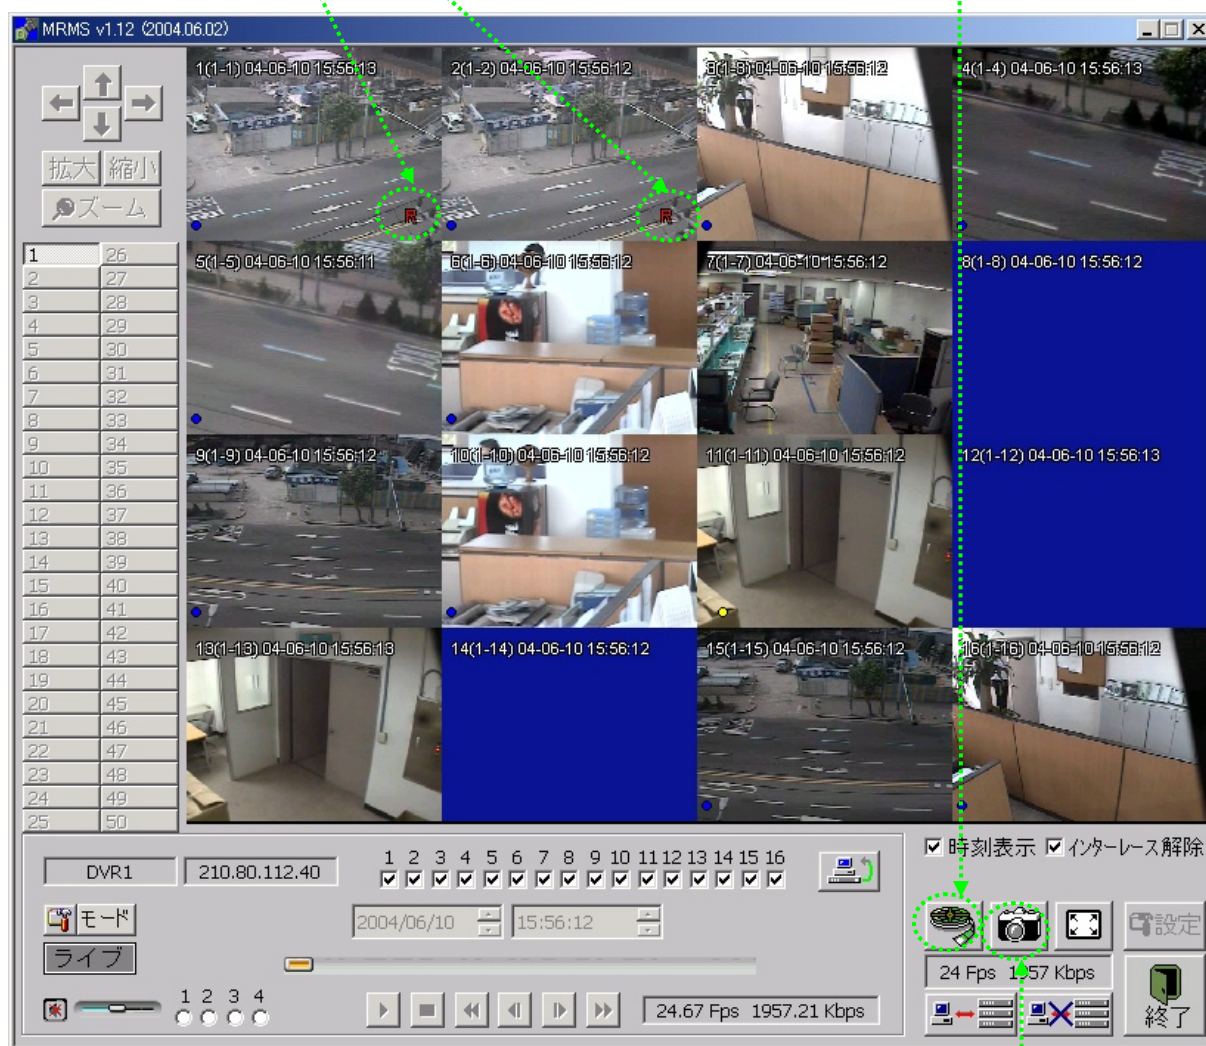 MRMS v1.12 (2004.06.02)
1(1-1) 04-06-10 15:56:13
2(1-2) 04-06-10 15:56:12
3(1-3) 04-06-10 15:56:12
4(1-4) 04-06-10 15:56:13
拡大 縮小
ズーム
R
R
5(1-5) 04-06-10 15:56:11
6(1-6) 04-06-10 15:56:12
7(1-7) 04-06-10 15:56:12
8(1-8) 04-06-10 15:56:12
9(1-9) 04-06-10 15:56:12
10(1-10) 04-06-10 15:56:12
11(1-11) 04-06-10 15:56:12
12(1-12) 04-06-10 15:56:13
13(1-13) 04-06-10 15:56:13
14(1-14) 04-06-10 15:56:12
15(1-15) 04-06-10 15:56:12
16(1-16) 04-06-10 15:56:12
1 26
2 27
3 28
4 29
5 30
6 31
7 32
8 33
9 34
10 35
11 36
12 37
13 38
14 39
15 40
16 41
17 42
18 43
19 44
20 45
21 46
22 47
23 48
24 49
25 50
DVR1
210.80.112.40
1 2 3 4 5 6 7 8 9 10 11 12 13 14 15 16
時刻表示 インターレース解除
モード
2004/06/10
15:56:12
設定
ライブ
24 Fps 1957 Kbps
1 2 3 4
24.67 Fps 1957.21 Kbps
終了